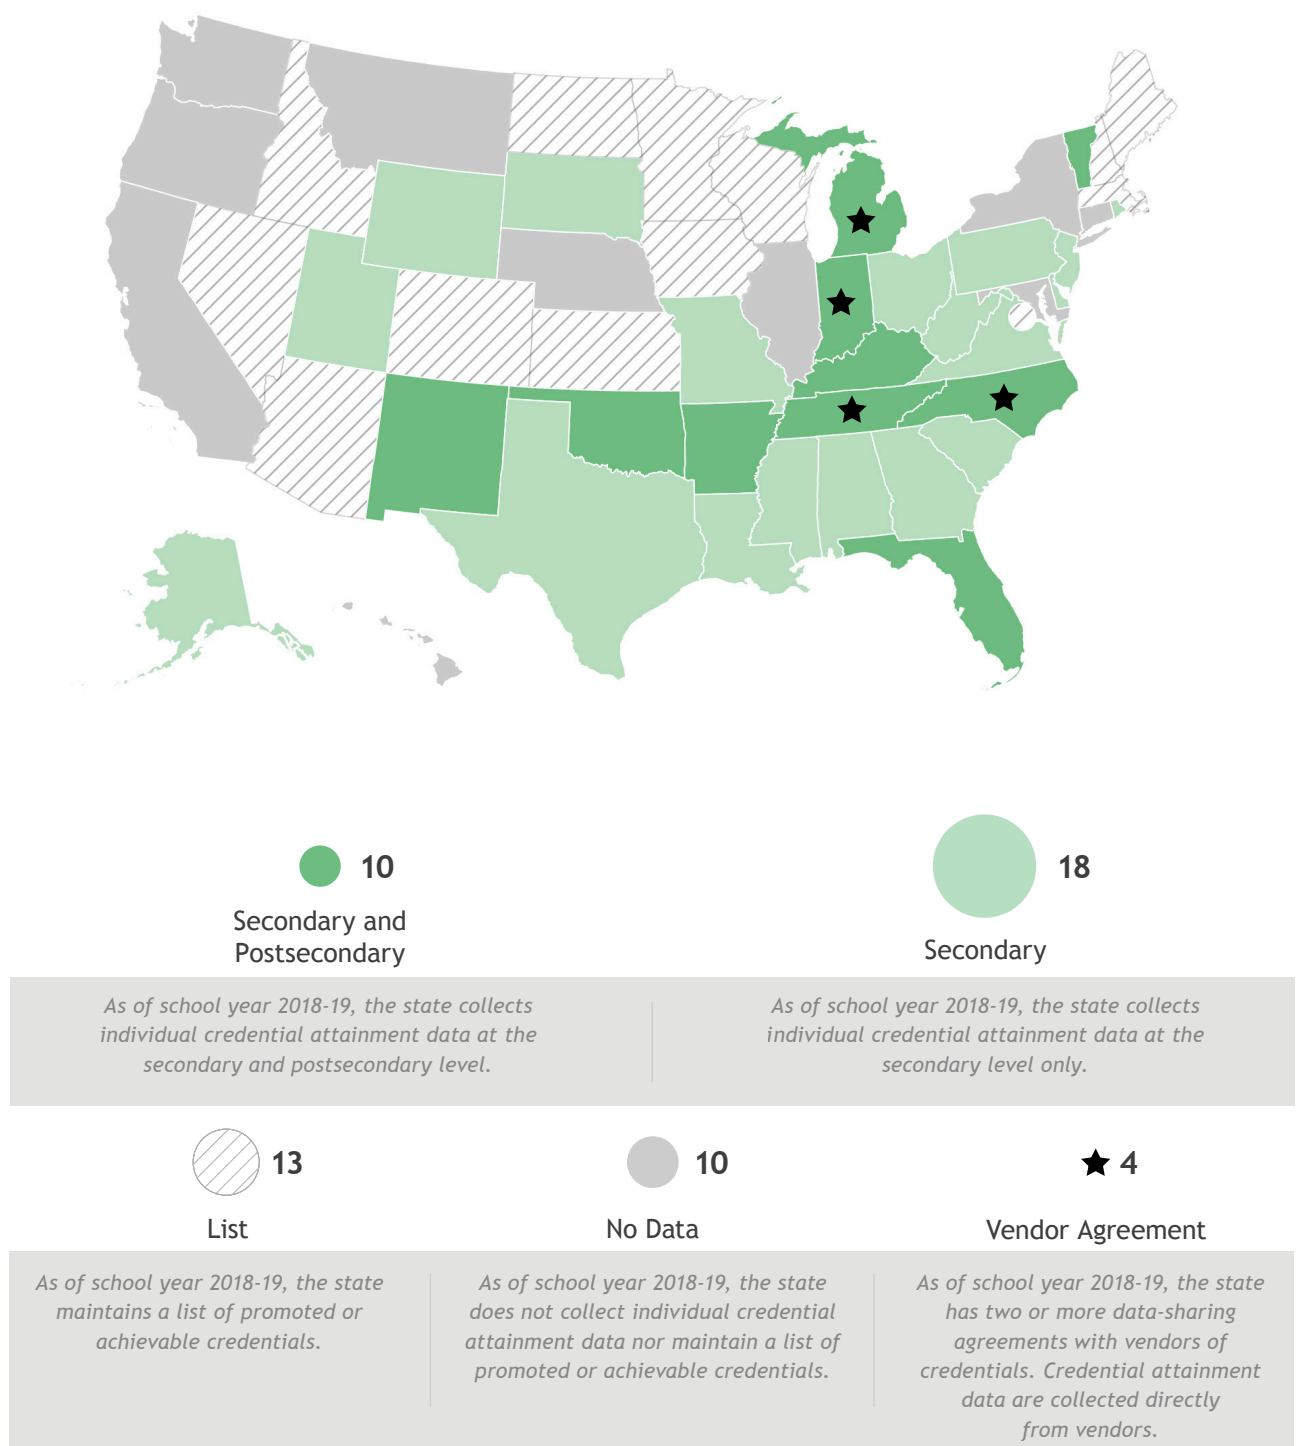 10
Secondary and
Postsecondary
18
Secondary
As of school year 2018-19, the state collects
individual credential attainment data at the
secondary and postsecondary level.
As of school year 2018-19, the state collects
individual credential attainment data at the
secondary level only.
13
List
10
No Data
4
Vendor Agreement
As of school year 2018-19, the state
maintains a list of promoted or
achievable credentials.
As of school year 2018-19, the state
does not collect individual credential
attainment data nor maintain a list of
promoted or achievable credentials.
As of school year 2018-19, the state
has two or more data-sharing
agreements with vendors of
credentials. Credential attainment
data are collected directly
from vendors.